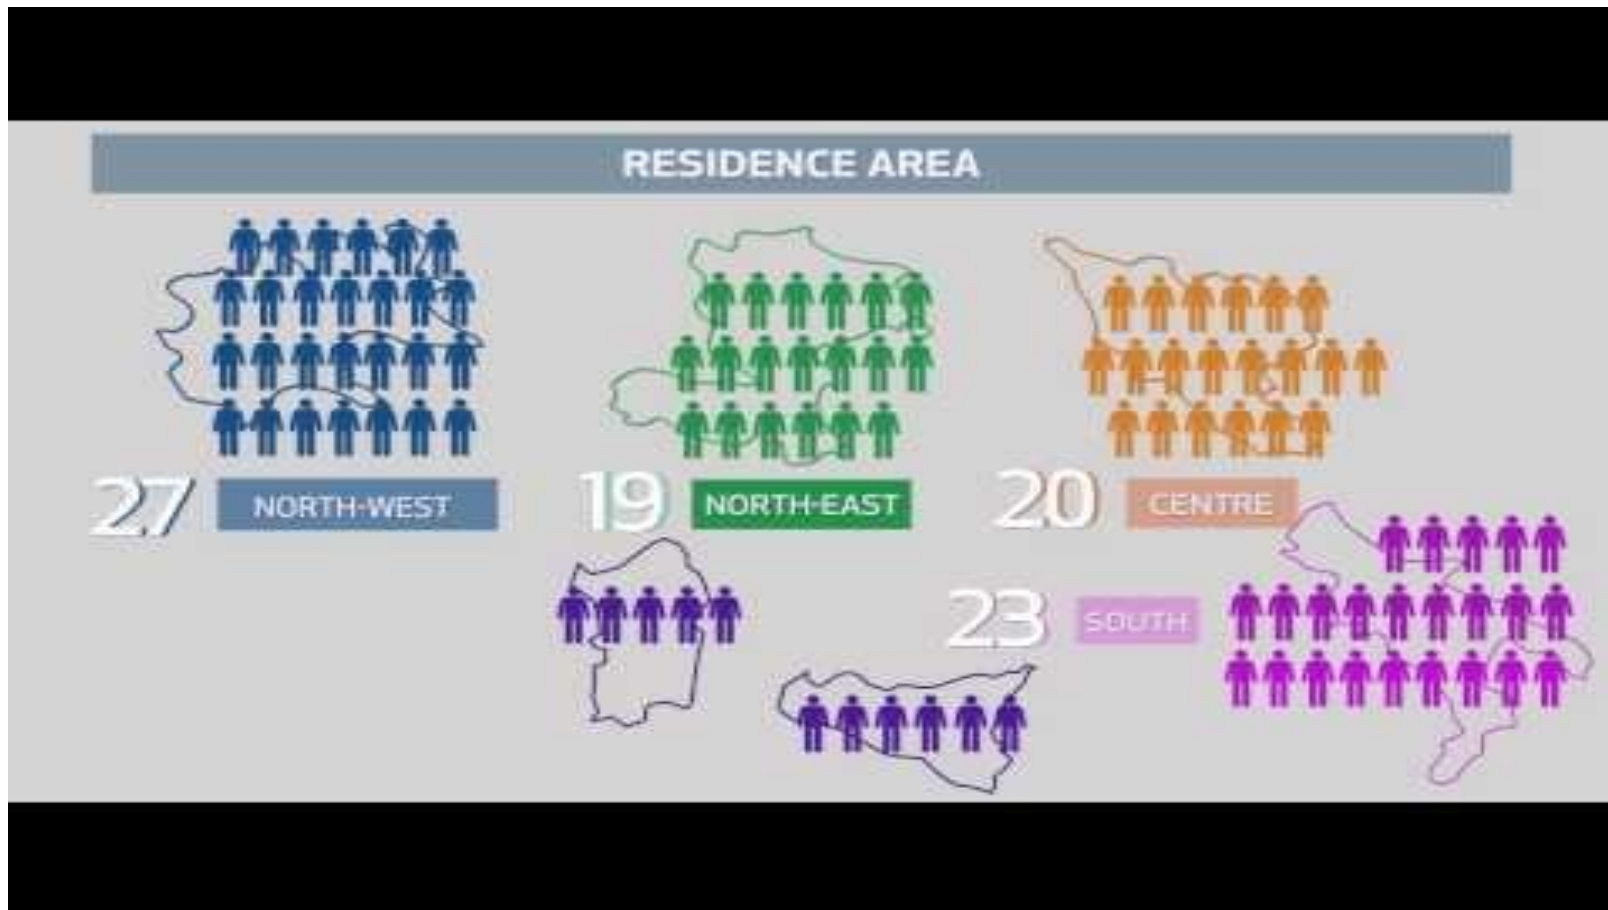 RESIDENCE AREA
27 NORTH-WEST
19 NORTH-EAST
20 CENTRE
23 SOUTH